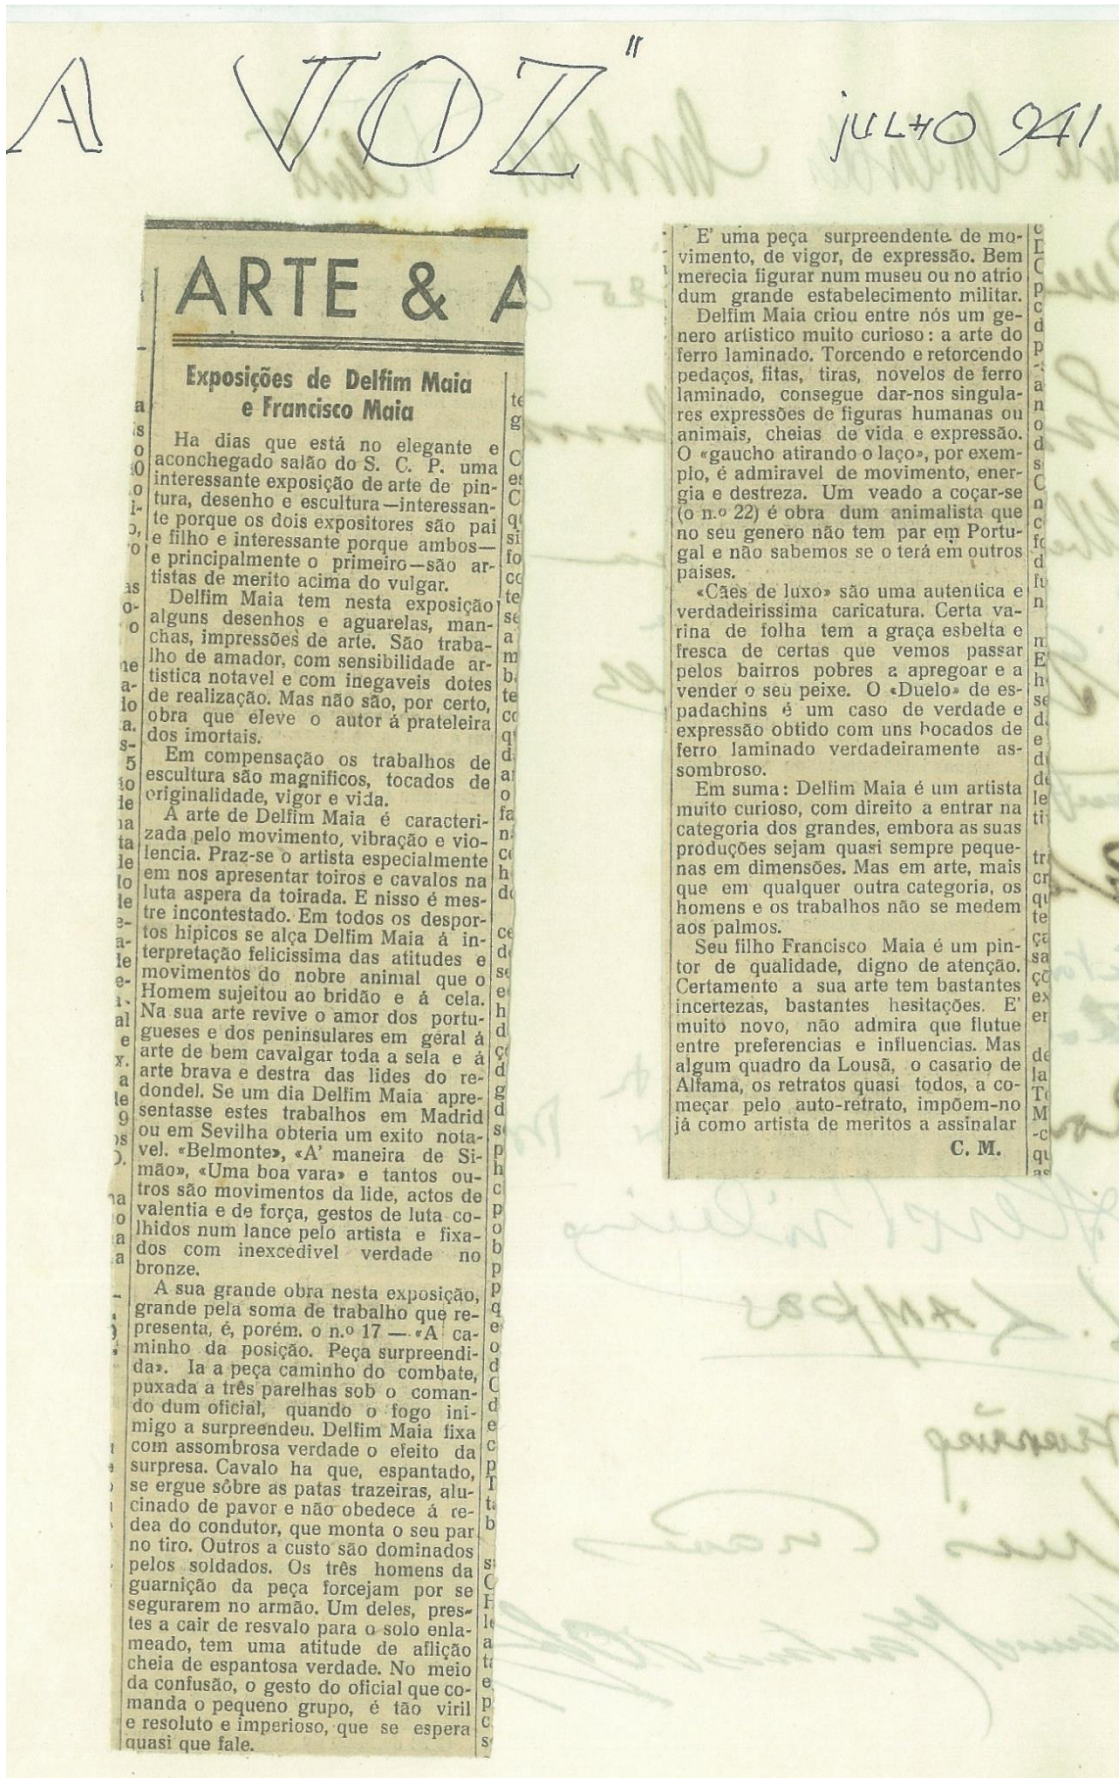 A VOZ"
JULHO 941
ARTE & A
Exposições de Delfim Maia
e Francisco Maia
Ha dias que está no elegante e
aconchegado salão do S. C. P. uma
interessante exposição de arte de pin-
tura, desenho e escultura—interessan-
te porque os dois expositores são pai
e filho e interessante porque ambos—
e principalmente o primeiro—são ar-
tistas de merito acima do vulgar.
Delfim Maia tem nesta exposição
alguns desenhos e aguarelas, man-
chas, impressões de arte. São traba-
lho de amador, com sensibilidade ar-
tistica notavel e com inegaveis dotes
de realização. Mas não são, por certo,
obra que eleve o autor á prateleira
dos imortais.
Em compensação os trabalhos de
escultura são magnificos, tocados de
originalidade, vigor e vida.
A arte de Delfim Maia é caracteri-
zada pelo movimento, vibração e vio-
lencia. Praz-se o artista especialmente
em nos apresentar toiros e cavalos na
luta aspera da toirada. E nisso é mes-
tre incontestado. Em todos os despor-
tos hipicos se alça Delfim Maia á in-
terpretação felicissima das atitudes e
movimentos do nobre animal que o
Homem sujeitou ao bridão e á cela.
Na sua arte revive o amor dos portu-
gueses e dos peninsulares em geral á
arte de bem cavalgar toda a sela e á
arte brava e destra das lides do re-
dondel. Se um dia Delfim Maia apre-
sentasse estes trabalhos em Madrid
ou em Sevilha obteria um exito nota-
vel. «Belmonte», «A' maneira de Si-
mão», «Uma boa vara» e tantos ou-
tros são movimentos da lide, actos de
valentia e de força, gestos de luta co-
lhidos num lance pelo artista e fixa-
dos com inexcedivel verdade no
bronze.
A sua grande obra nesta exposição,
grande pela soma de trabalho que re-
presenta, é, porém. o n.º 17 — «A ca-
minho da posição. Peça surpreendi-
da». Ia a peça caminho do combate,
puxada a três parelhas sob o coman-
do dum oficial, quando o fogo ini-
migo a surpreendeu. Delfim Maia fixa
com assombrosa verdade o efeito da
surpresa. Cavalo ha que, espantado,
se ergue sôbre as patas trazeiras, alu-
cinado de pavor e não obedece á re-
dea do condutor, que monta o seu par
no tiro. Outros a custo são dominados
pelos soldados. Os três homens da
guarnição da peça forcejam por se
segurarem no armão. Um deles, pres-
tes a cair de resvalo para o solo enla-
meado, tem uma atitude de aflição
cheia de espantosa verdade. No meio
da confusão, o gesto do oficial que co-
manda o pequeno grupo, é tão viril
e resoluto e imperioso, que se espera
quasi que fale.
E' uma peça surpreendente de mo-
vimento, de vigor, de expressão. Bem
merecia figurar num museu ou no atrio
dum grande estabelecimento militar.
Delfim Maia criou entre nós um ge-
nero artistico muito curioso: a arte do
ferro laminado. Torcendo e retorcendo
pedaços, fitas, tiras, novelos de ferro
laminado, consegue dar-nos singula-
res expressões de figuras humanas ou
animais, cheias de vida e expressão.
O «gaucho atirando o laço», por exem-
plo, é admiravel de movimento, ener-
gia e destreza. Um veado a coçar-se
(o n.º 22) é obra dum animalista que
no seu genero não tem par em Portu-
gal e não sabemos se o terá em outros
paises.
«Cães de luxo» são uma autentica e
verdadeirissima caricatura. Certa va-
rina de folha tem a graça esbelta e
fresca de certas que vemos passar
pelos bairros pobres a apregoar e a
vender o seu peixe. O «Duelo» de es-
padachins é um caso de verdade e
expressão obtido com uns bocados de
ferro laminado verdadeiramente as-
sombroso.
Em suma: Delfim Maia é um artista
muito curioso, com direito a entrar na
categoria dos grandes, embora as suas
produções sejam quasi sempre peque-
nas em dimensões. Mas em arte, mais
que em qualquer outra categoria, os
homens e os trabalhos não se medem
aos palmos.
Seu filho Francisco Maia é um pin-
tor de qualidade, digno de atenção.
Certamento a sua arte tem bastantes
incertezas, bastantes hesitações. E'
muito novo, não admira que flutue
entre preferencias e influencias. Mas
algum quadro da Lousã, o casario de
Alfama, os retratos quasi todos, a co-
meçar pelo auto-retrato, impõem-no
já como artista de meritos a assinalar
C. M.